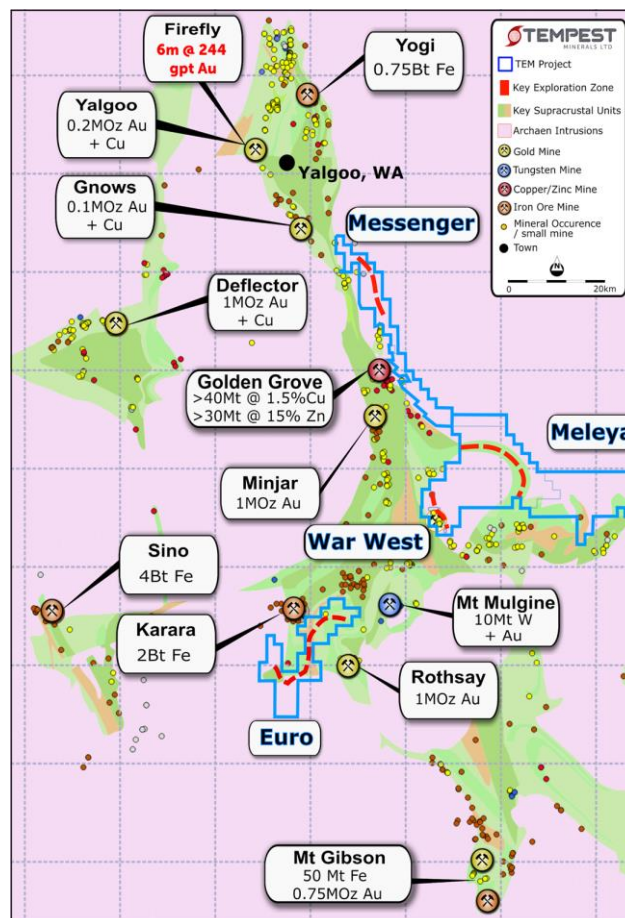 Firefly
6m @ 244
gpt Au
Yogi
0.75Bt Fe
Yalgoo
0.2MOz Au
+ Cu
Yalgoo, WA
Gnows
0.1MOz Au
+ Cu
Messenger
Deflector
1MOz Au
+ Cu
Golden Grove
>40Mt @ 1.5%Cu
>30Mt @ 15% Zn
Minjar
1MOz Au
Meleya
War West
Sino
4Bt Fe
Karara
2Bt Fe
Mt Mulgine
10Mt W
+ Au
Rothsay
1MOz Au
Euro
Mt Gibson
50 Mt Fe
0.75MOz Au
TEMPEST
MINERALS LTD
TEM Project
Key Exploration Zone
Key Supracrustal Units
Archaen Intrusions
Gold Mine
Tungsten Mine
Copper/Zinc Mine
Iron Ore Mine
Mineral Occurence
/ small mine
Town
N
0 20km